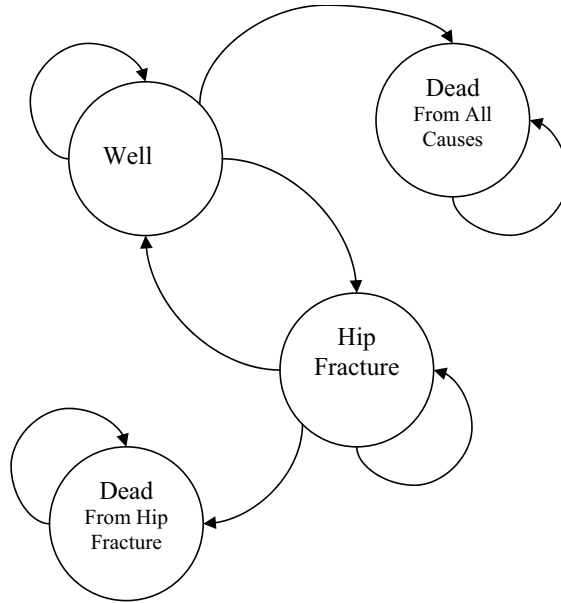 Well
Dead
From All
Causes
Hip
Fracture
Dead
From Hip
Fracture